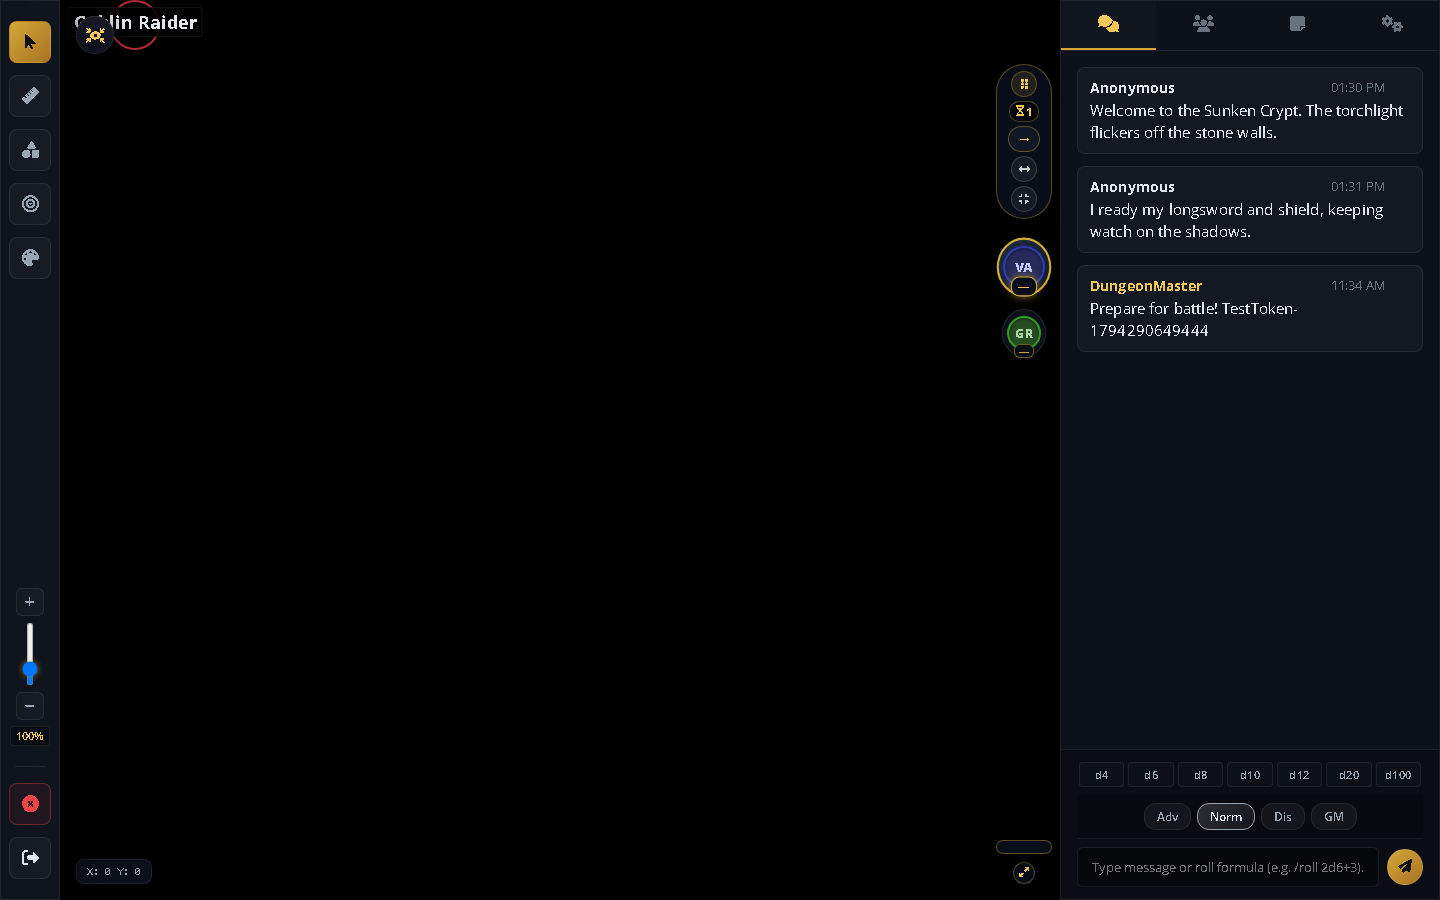 Goblin Raider
1
VA
—
GR
—
100%
X: 0 Y: 0
Anonymous 01:30 PM
Welcome to the Sunken Crypt. The torchlight
flickers off the stone walls.
Anonymous 01:31 PM
I ready my longsword and shield, keeping
watch on the shadows.
DungeonMaster 11:34 AM
Prepare for battle! TestToken-
1794290649444
d4 d6 d8 d10 d12 d20 d100
Adv Norm Dis GM
Type message or roll formula (e.g. /roll 2d6+3).